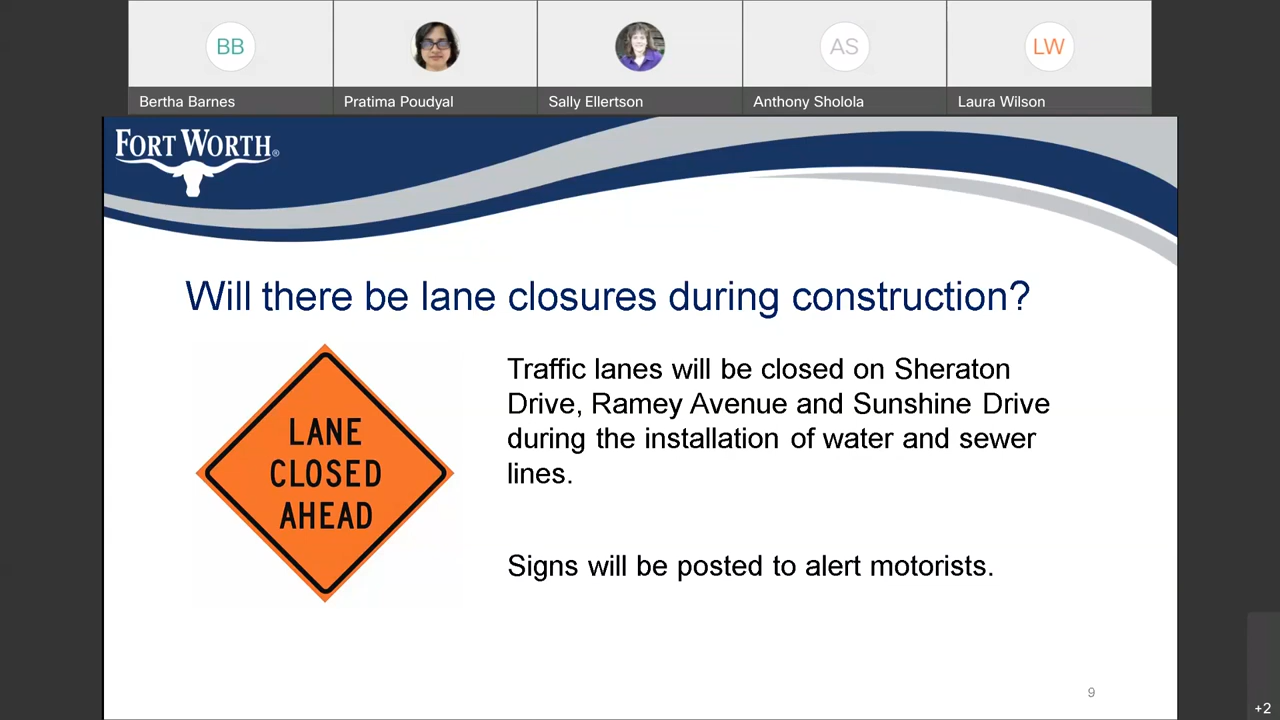 BB
AS
LW
Bertha Barnes
Pratima Poudyal
Sally Ellertson
Anthony Sholola
Laura Wilson
FORT WORTH®
Will there be lane closures during construction?
LANE
CLOSED
AHEAD
Traffic lanes will be closed on Sheraton
Drive, Ramey Avenue and Sunshine Drive
during the installation of water and sewer
lines.
Signs will be posted to alert motorists.
9
+2